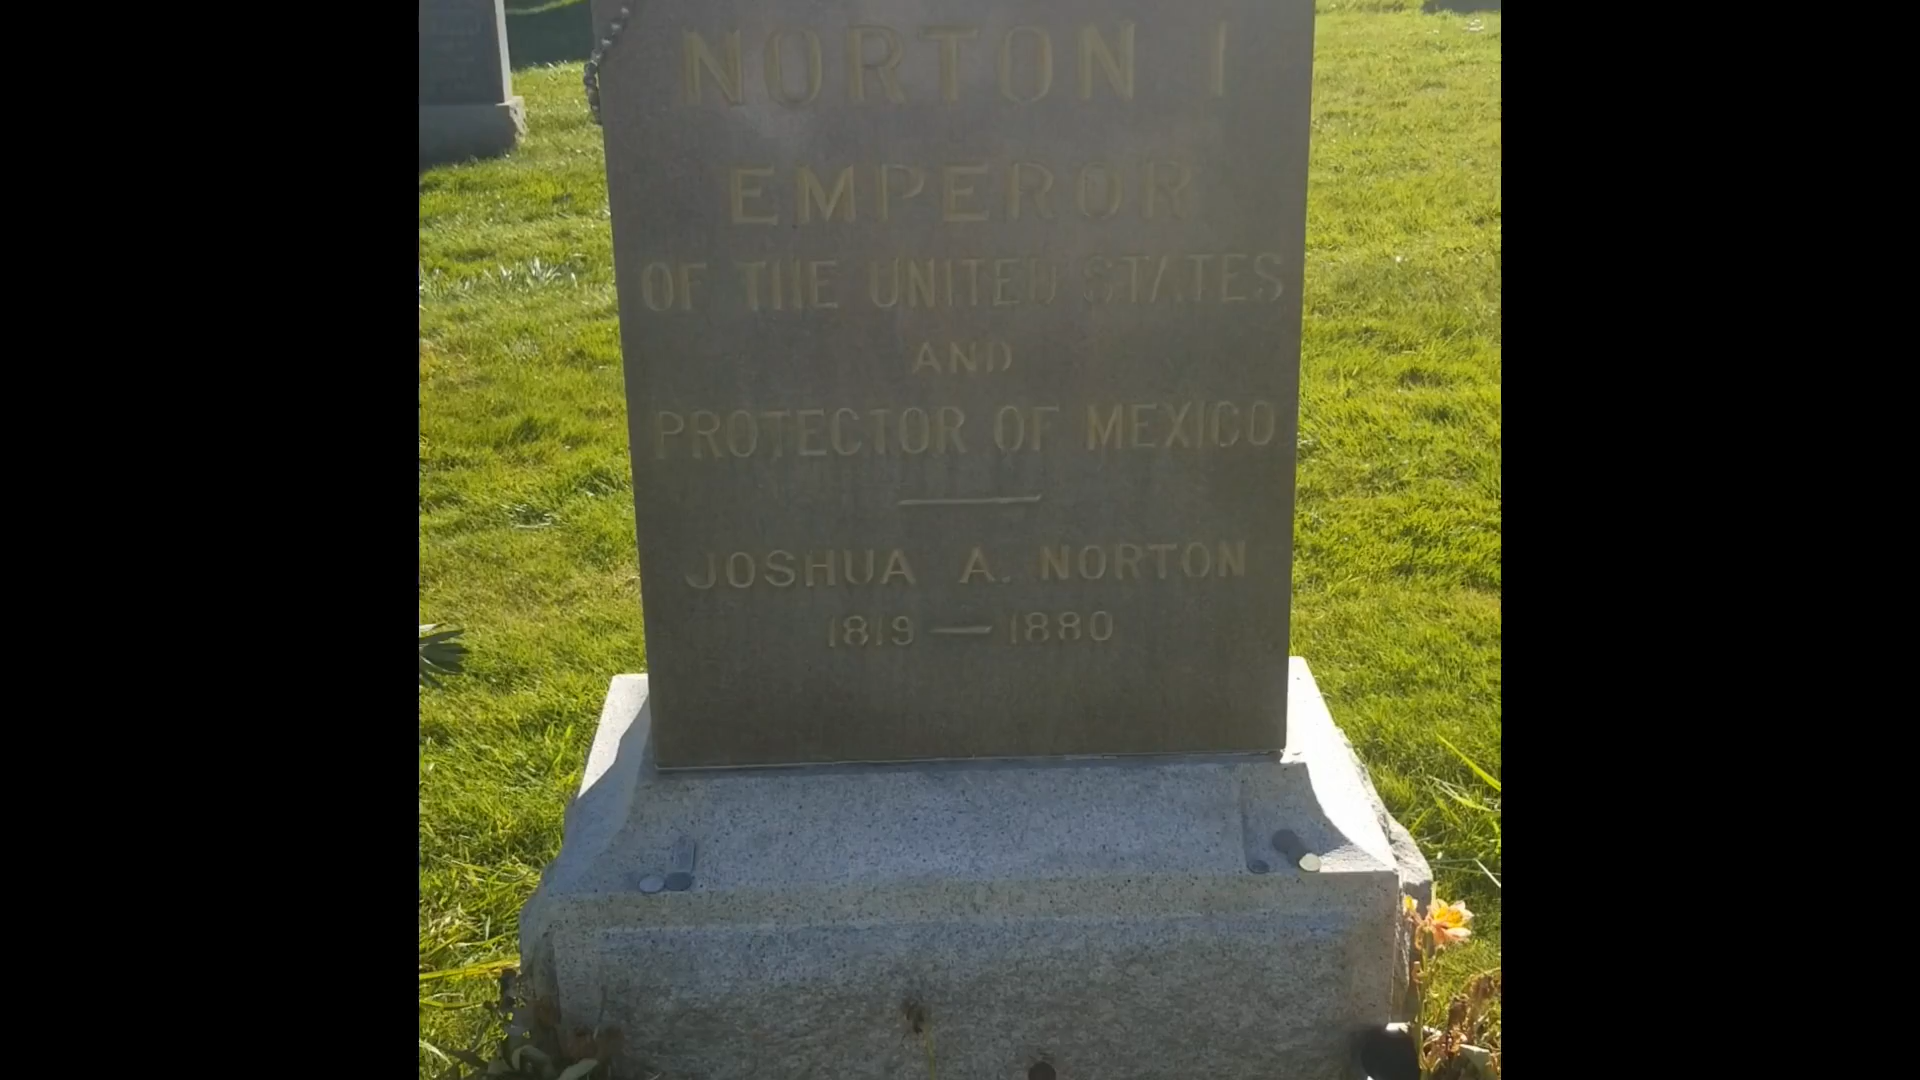 NORTON I
EMPEROR
OF THE UNITED STATES
AND
PROTECTOR OF MEXICO
JOSHUA A. NORTON
1819 — 1880